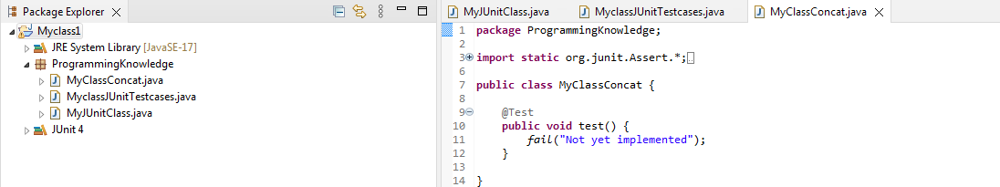 Package Explorer
Myclass1
JRE System Library [JavaSE-17]
ProgrammingKnowledge
MyClassConcat.java
MyclassJUnitTestcases.java
MyJUnitClass.java
JUnit 4
MyJUnitClass.java MyclassJUnitTestcases.java MyClassConcat.java
1 package ProgrammingKnowledge;
2
3 import static org.junit.Assert.*;
6
7 public class MyClassConcat {
8
9 @Test
10 public void test() {
11 fail("Not yet implemented");
12 }
13
14 }